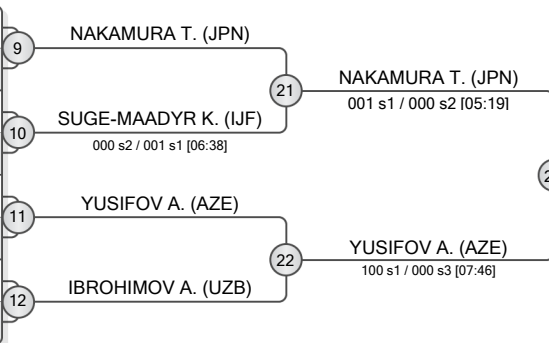 9
NAKAMURA T. (JPN)
21
NAKAMURA T. (JPN)
001 s1 / 000 s2 [05:19]
10
SUGE-MAADYR K. (IJF)
000 s2 / 001 s1 [06:38]
11
YUSIFOV A. (AZE)
22
YUSIFOV A. (AZE)
100 s1 / 000 s3 [07:46]
12
IBROHIMOV A. (UZB)